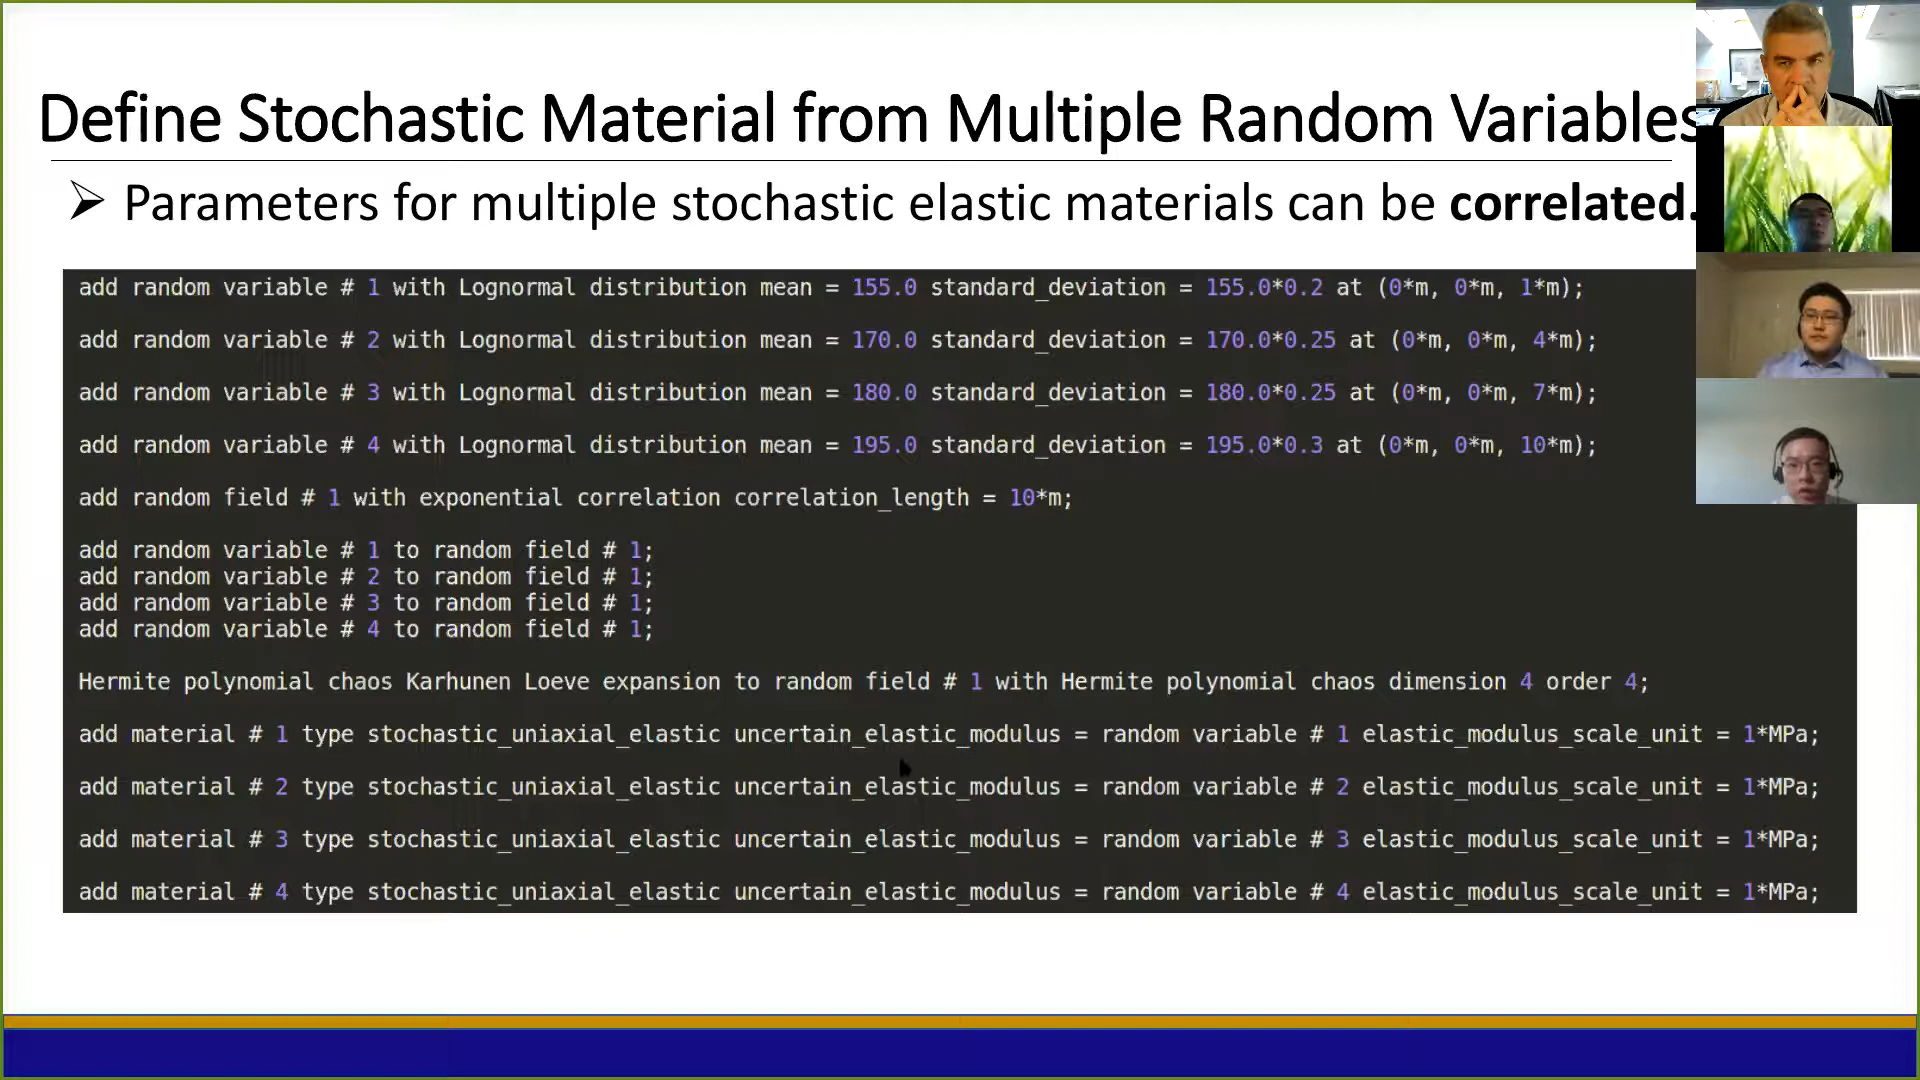 Define Stochastic Material from Multiple Random Variables
Parameters for multiple stochastic elastic materials can be correlated.
add random variable # 1 with Lognormal distribution mean = 155.0 standard_deviation = 155.0*0.2 at (0*m, 0*m, 1*m);
add random variable # 2 with Lognormal distribution mean = 170.0 standard_deviation = 170.0*0.25 at (0*m, 0*m, 4*m);
add random variable # 3 with Lognormal distribution mean = 180.0 standard_deviation = 180.0*0.25 at (0*m, 0*m, 7*m);
add random variable # 4 with Lognormal distribution mean = 195.0 standard_deviation = 195.0*0.3 at (0*m, 0*m, 10*m);
add random field # 1 with exponential correlation correlation_length = 10*m;
add random variable # 1 to random field # 1;
add random variable # 2 to random field # 1;
add random variable # 3 to random field # 1;
add random variable # 4 to random field # 1;
Hermite polynomial chaos Karhunen Loeve expansion to random field # 1 with Hermite polynomial chaos dimension 4 order 4;
add material # 1 type stochastic_uniaxial_elastic uncertain_elastic_modulus = random variable # 1 elastic_modulus_scale_unit = 1*MPa;
add material # 2 type stochastic_uniaxial_elastic uncertain_elastic_modulus = random variable # 2 elastic_modulus_scale_unit = 1*MPa;
add material # 3 type stochastic_uniaxial_elastic uncertain_elastic_modulus = random variable # 3 elastic_modulus_scale_unit = 1*MPa;
add material # 4 type stochastic_uniaxial_elastic uncertain_elastic_modulus = random variable # 4 elastic_modulus_scale_unit = 1*MPa;